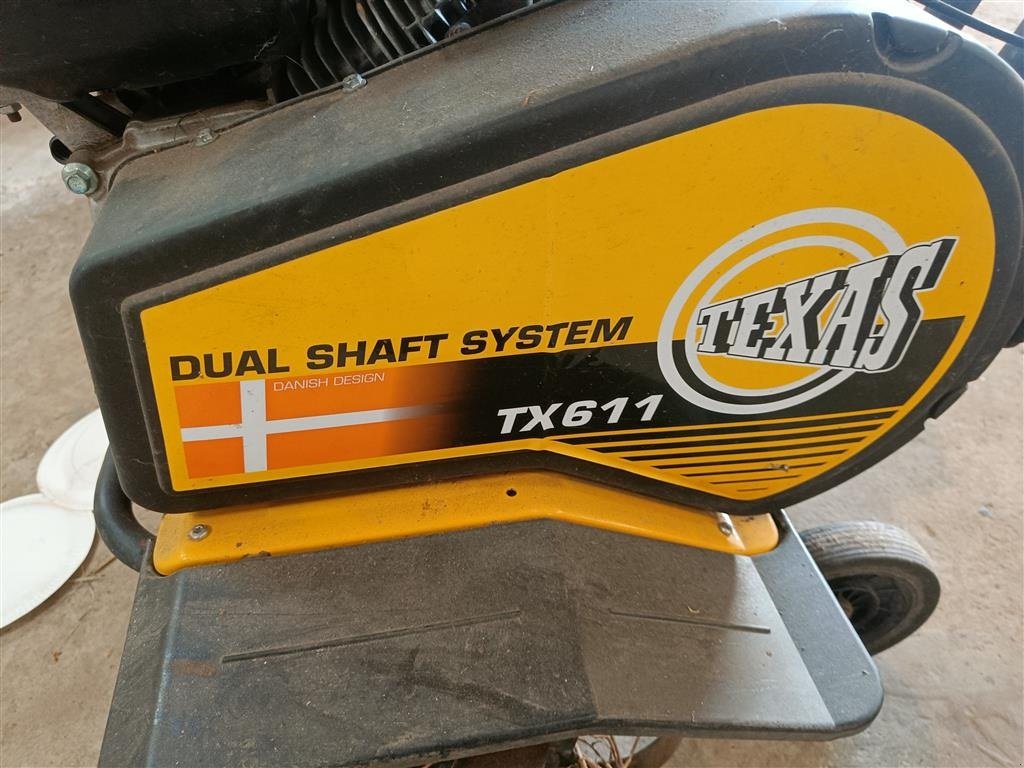 TEXAS
DUAL SHAFT SYSTEM
DANISH DESIGN
TX611